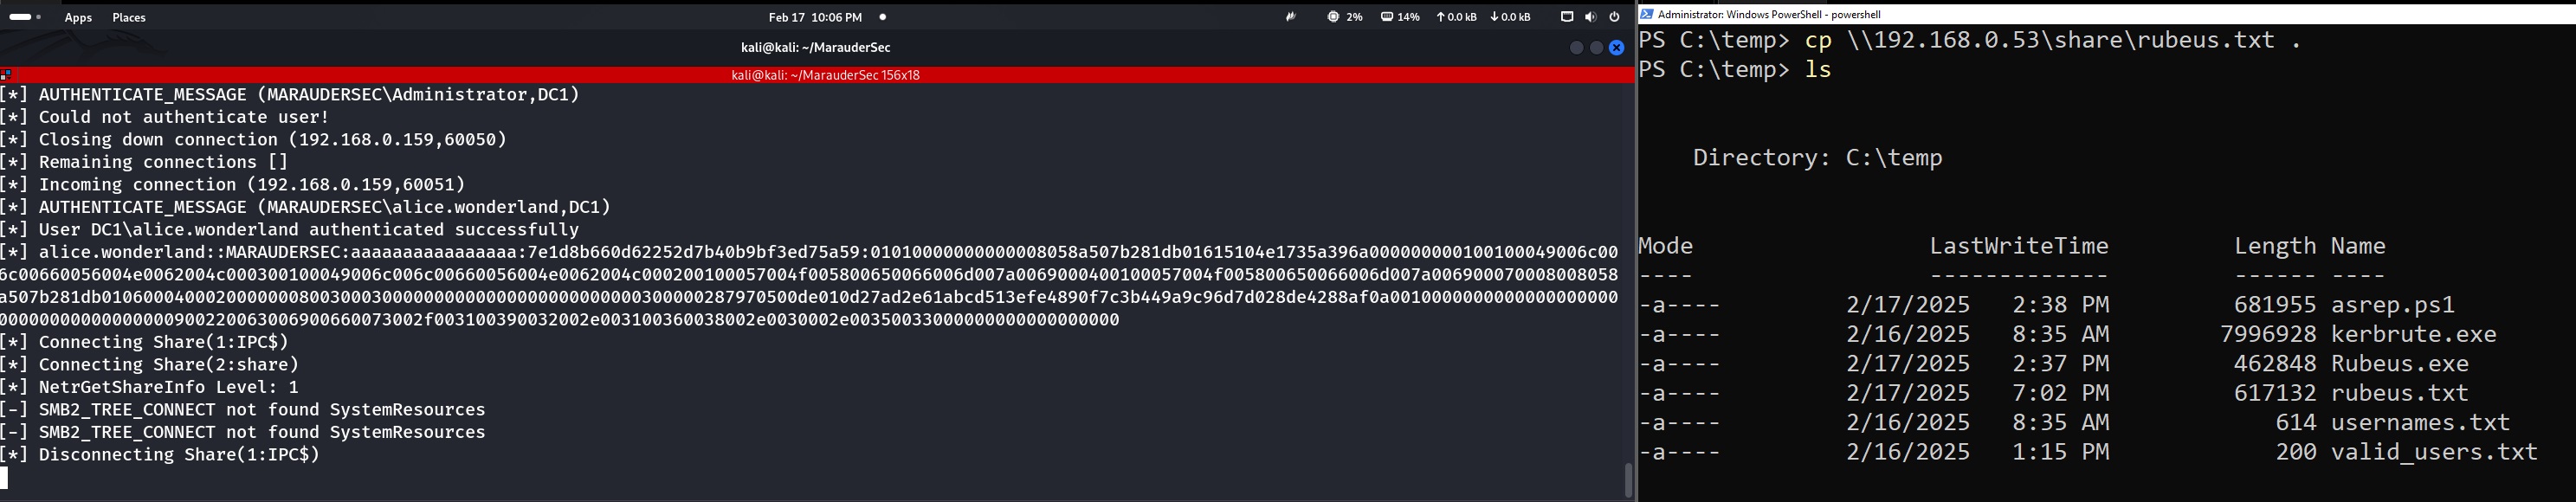 Apps Places Feb 17 10:06 PM 2% 14% 0.0 kB 0.0 kB
kali@kali: ~/MarauderSec
kali@kali: ~/MarauderSec 156x18
[*] AUTHENTICATE_MESSAGE (MARAUDERSEC\Administrator,DC1)
[*] Could not authenticate user!
[*] Closing down connection (192.168.0.159,60050)
[*] Remaining connections []
[*] Incoming connection (192.168.0.159,60051)
[*] AUTHENTICATE_MESSAGE (MARAUDERSEC\alice.wonderland,DC1)
[*] User DC1\alice.wonderland authenticated successfully
[*] Connecting Share(1:IPC$)
[*] Connecting Share(2:share)
[*] NetrGetShareInfo Level: 1
[-] SMB2_TREE_CONNECT not found SystemResources
[-] SMB2_TREE_CONNECT not found SystemResources
[*] Disconnecting Share(1:IPC$)
Administrator: Windows PowerShell - powershell
PS C:\temp> cp \\192.168.0.53\share\rubeus.txt .
PS C:\temp> ls
Directory: C:\temp
Mode LastWriteTime Length Name
---- ------------- ------ ----
-a---- 2/17/2025 2:38 PM 681955 asrep.ps1
-a---- 2/16/2025 8:35 AM 7996928 kerbrute.exe
-a---- 2/17/2025 2:37 PM 462848 Rubeus.exe
-a---- 2/17/2025 7:02 PM 617132 rubeus.txt
-a---- 2/16/2025 8:35 AM 614 usernames.txt
-a---- 2/16/2025 1:15 PM 200 valid_users.txt